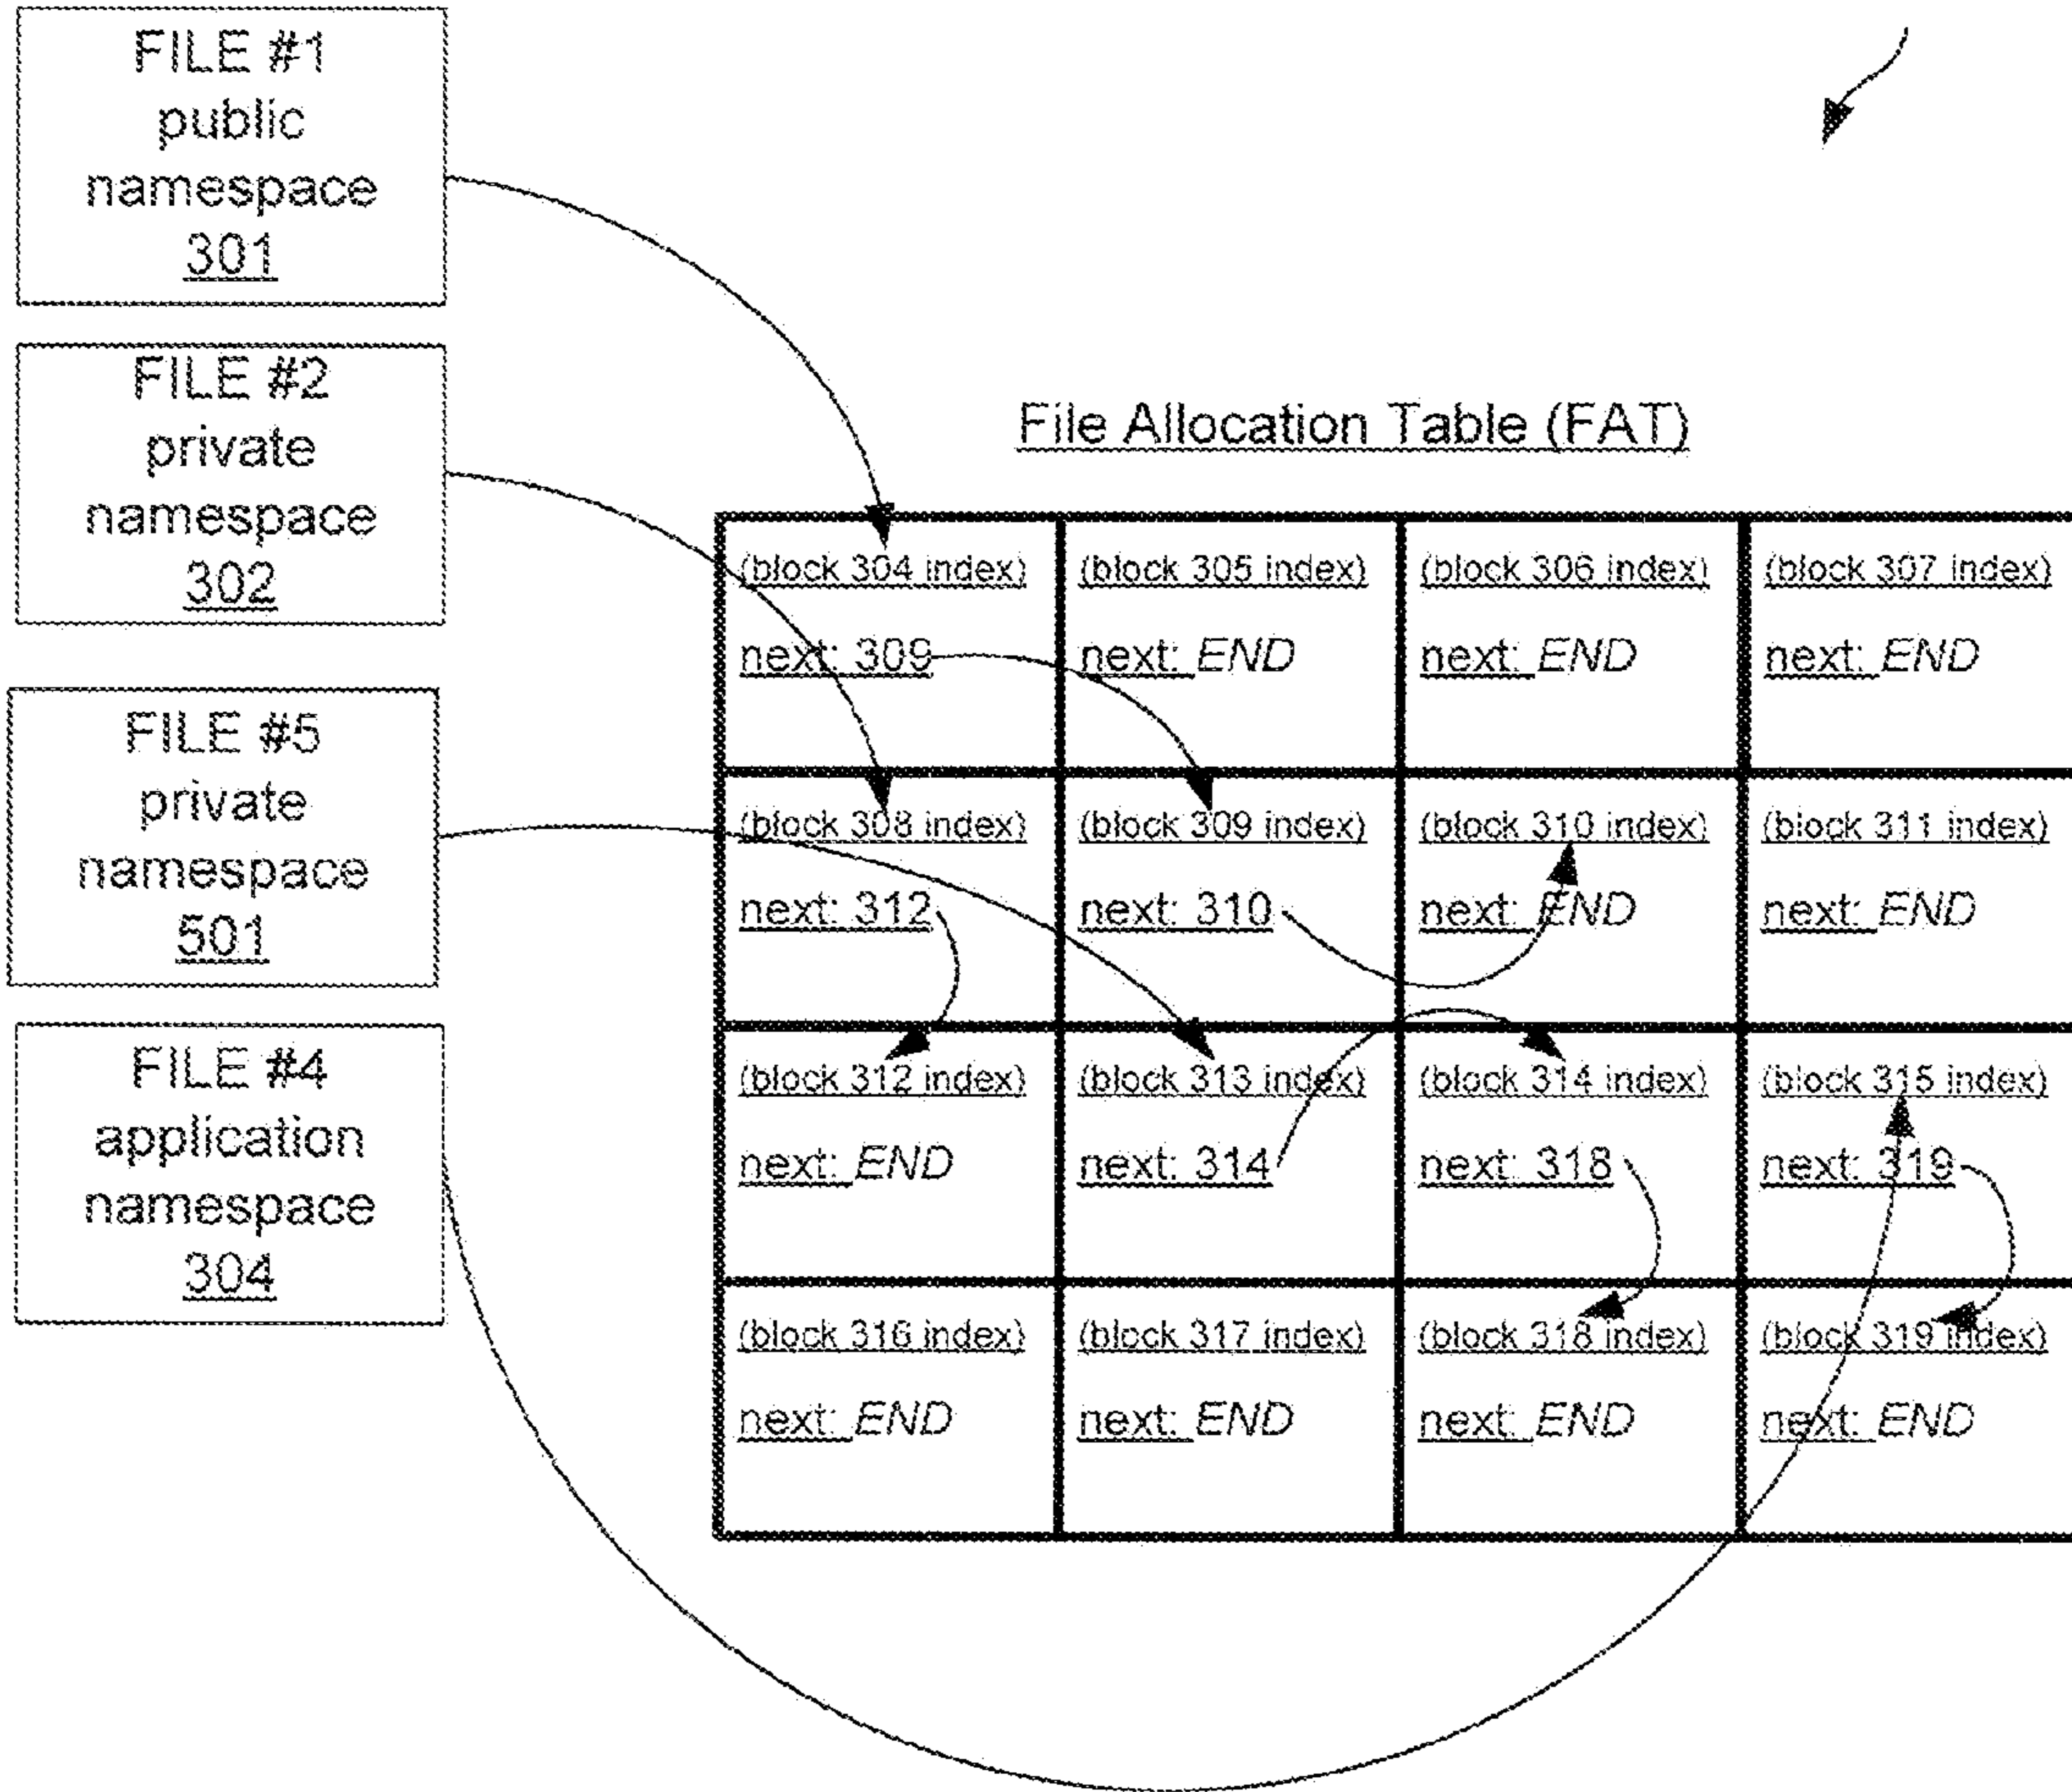 FILE #1
public
namespace
301
FILE #2
private
namespace
302
FILE #5
private
namespace
501
FILE #4
application
namespace
304
File Allocation Table (FAT)
(block 304 index) (block 305 index) (block 306 index) (block 307 index)
next: 309 next: END next: END next: END
(block 308 index) (block 309 index) (block 310 index) (block 311 index)
next: 312 next: 310 next: END next: END
(block 312 index) (block 313 index) (block 314 index) (block 315 index)
next: END next: 314 next: 318 next: 319
(block 316 index) (block 317 index) (block 318 index) (block 319 index)
next: END next: END next: END next: END